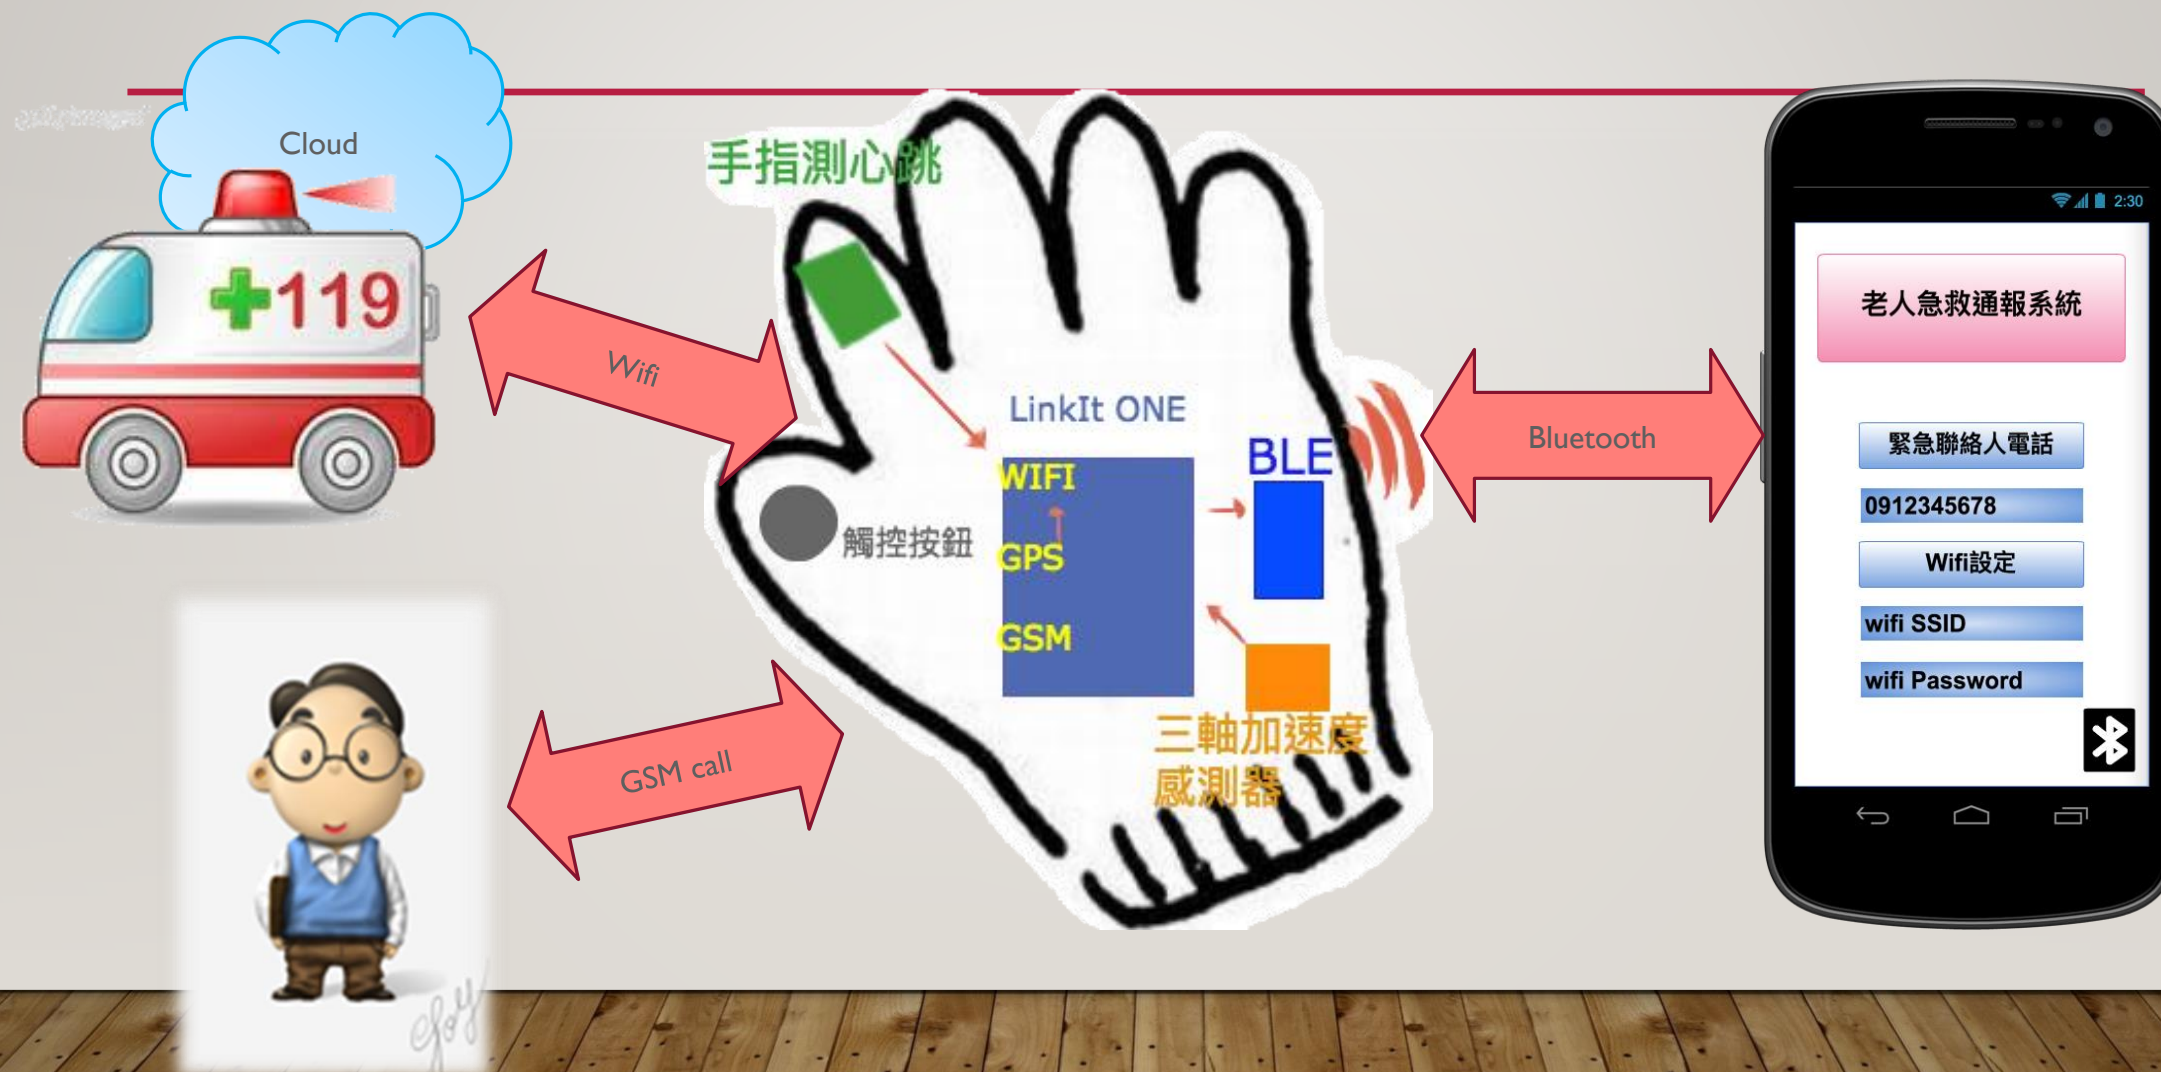 Cloud
+119
Wifi
GSM call
手指測心跳
LinkIt ONE
WIFI
GPS
GSM
BLE
觸控按鈕
三軸加速度
感測器
Bluetooth
2:30
老人急救通報系統
緊急聯絡人電話
0912345678
Wifi設定
wifi SSID
wifi Password